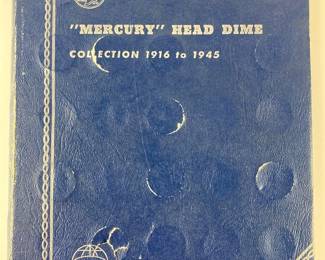 "MERCURY" HEAD DIME
COLLECTION 1916 to 1945